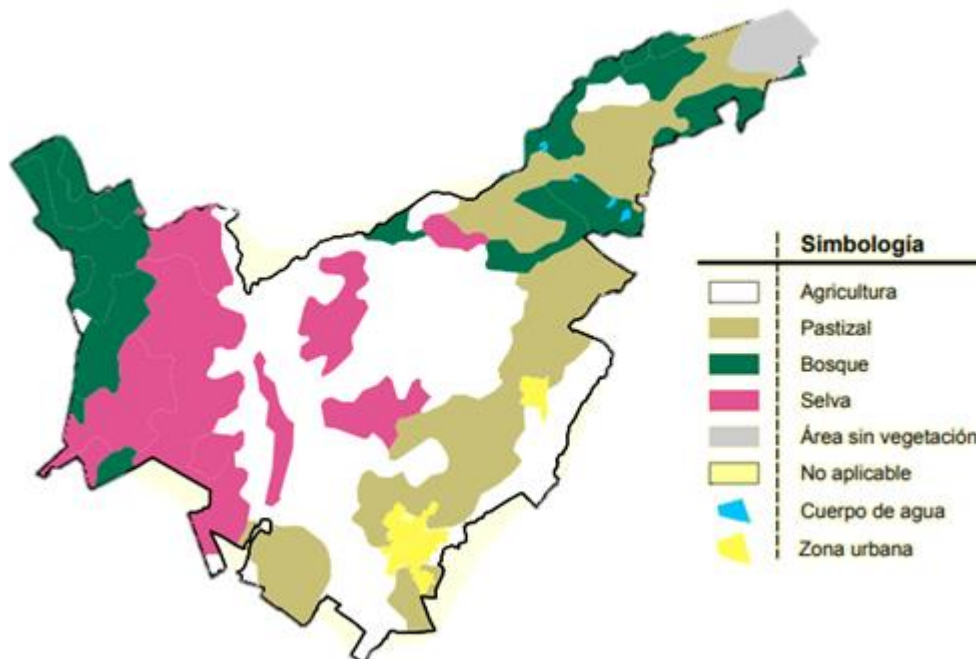 Simbología
Agricultura
Pastizal
Bosque
Selva
Área sin vegetación
No aplicable
Cuerpo de agua
Zona urbana